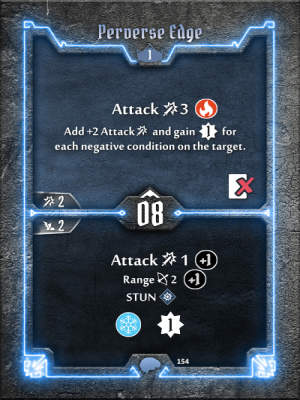 Perverse Edge
1
Attack 3
Add +2 Attack and gain 1 for
each negative condition on the target.
2
08
2
Attack 1 +1
Range 2 +1
STUN
1
154